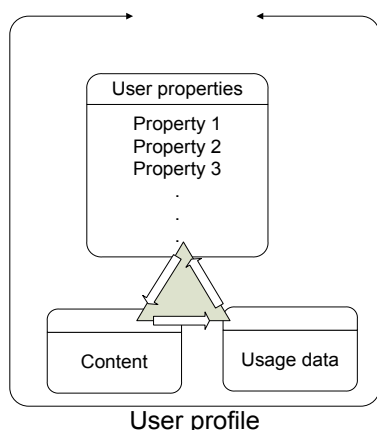 User properties
Property 1
Property 2
Property 3
.
.
.
Content
Usage data
User profile